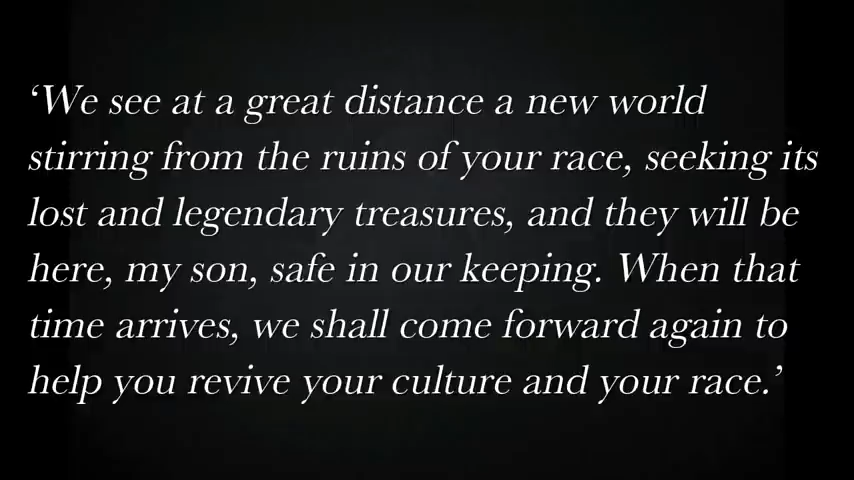 ‘We see at a great distance a new world
stirring from the ruins of your race, seeking its
lost and legendary treasures, and they will be
here, my son, safe in our keeping. When that
time arrives, we shall come forward again to
help you revive your culture and your race.’